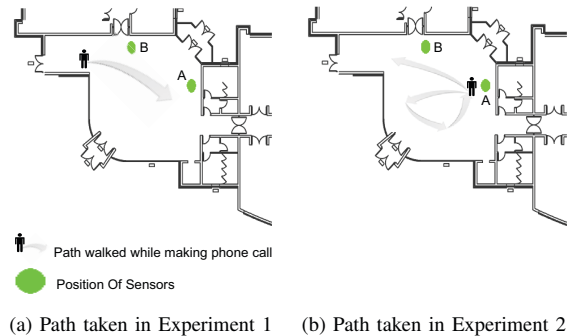 B
A
B
A
Path walked while making phone call
Position Of Sensors
(a) Path taken in Experiment 1
(b) Path taken in Experiment 2